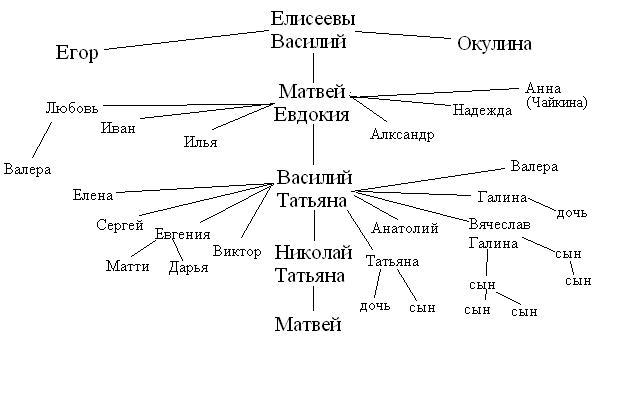 Елисеевы
Егор
Василий
Окулина
Матвей
Евдокия
Любовь
Иван
Илья
Алксандр
Надежда
Анна
(Чайкина)
Валера
Василий
Татьяна
Елена
Сергей
Евгения
Матти
Дарья
Виктор
Николай
Татьяна
Матвей
Татьяна
дочь
сын
Анатолий
Вячеслав
Галина
сын
сын
сын
сын
сын
Галина
дочь
Валера